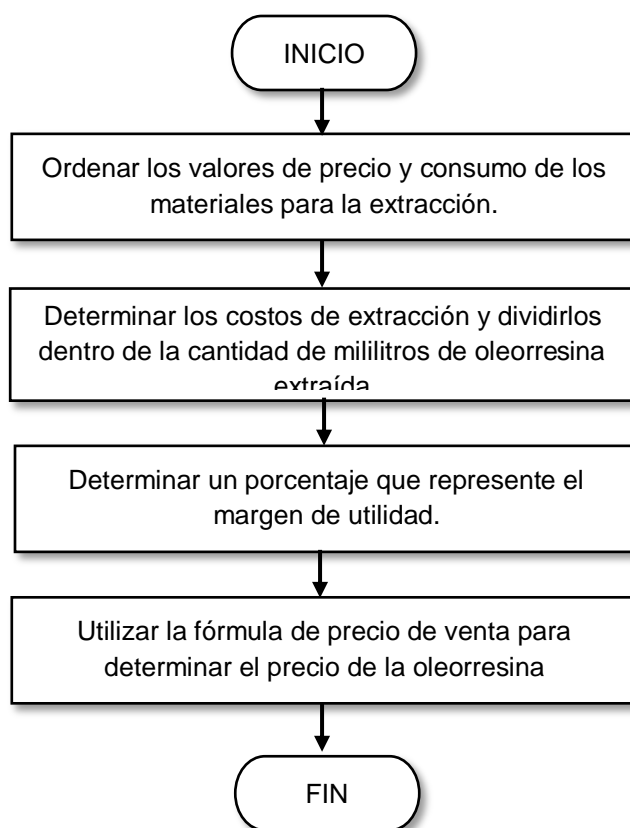 INICIO
Ordenar los valores de precio y consumo de los
materiales para la extracción.
Determinar los costos de extracción y dividirlos
dentro de la cantidad de mililitros de oleorresina
extraída
Determinar un porcentaje que represente el
margen de utilidad.
Utilizar la fórmula de precio de venta para
determinar el precio de la oleorresina
FIN